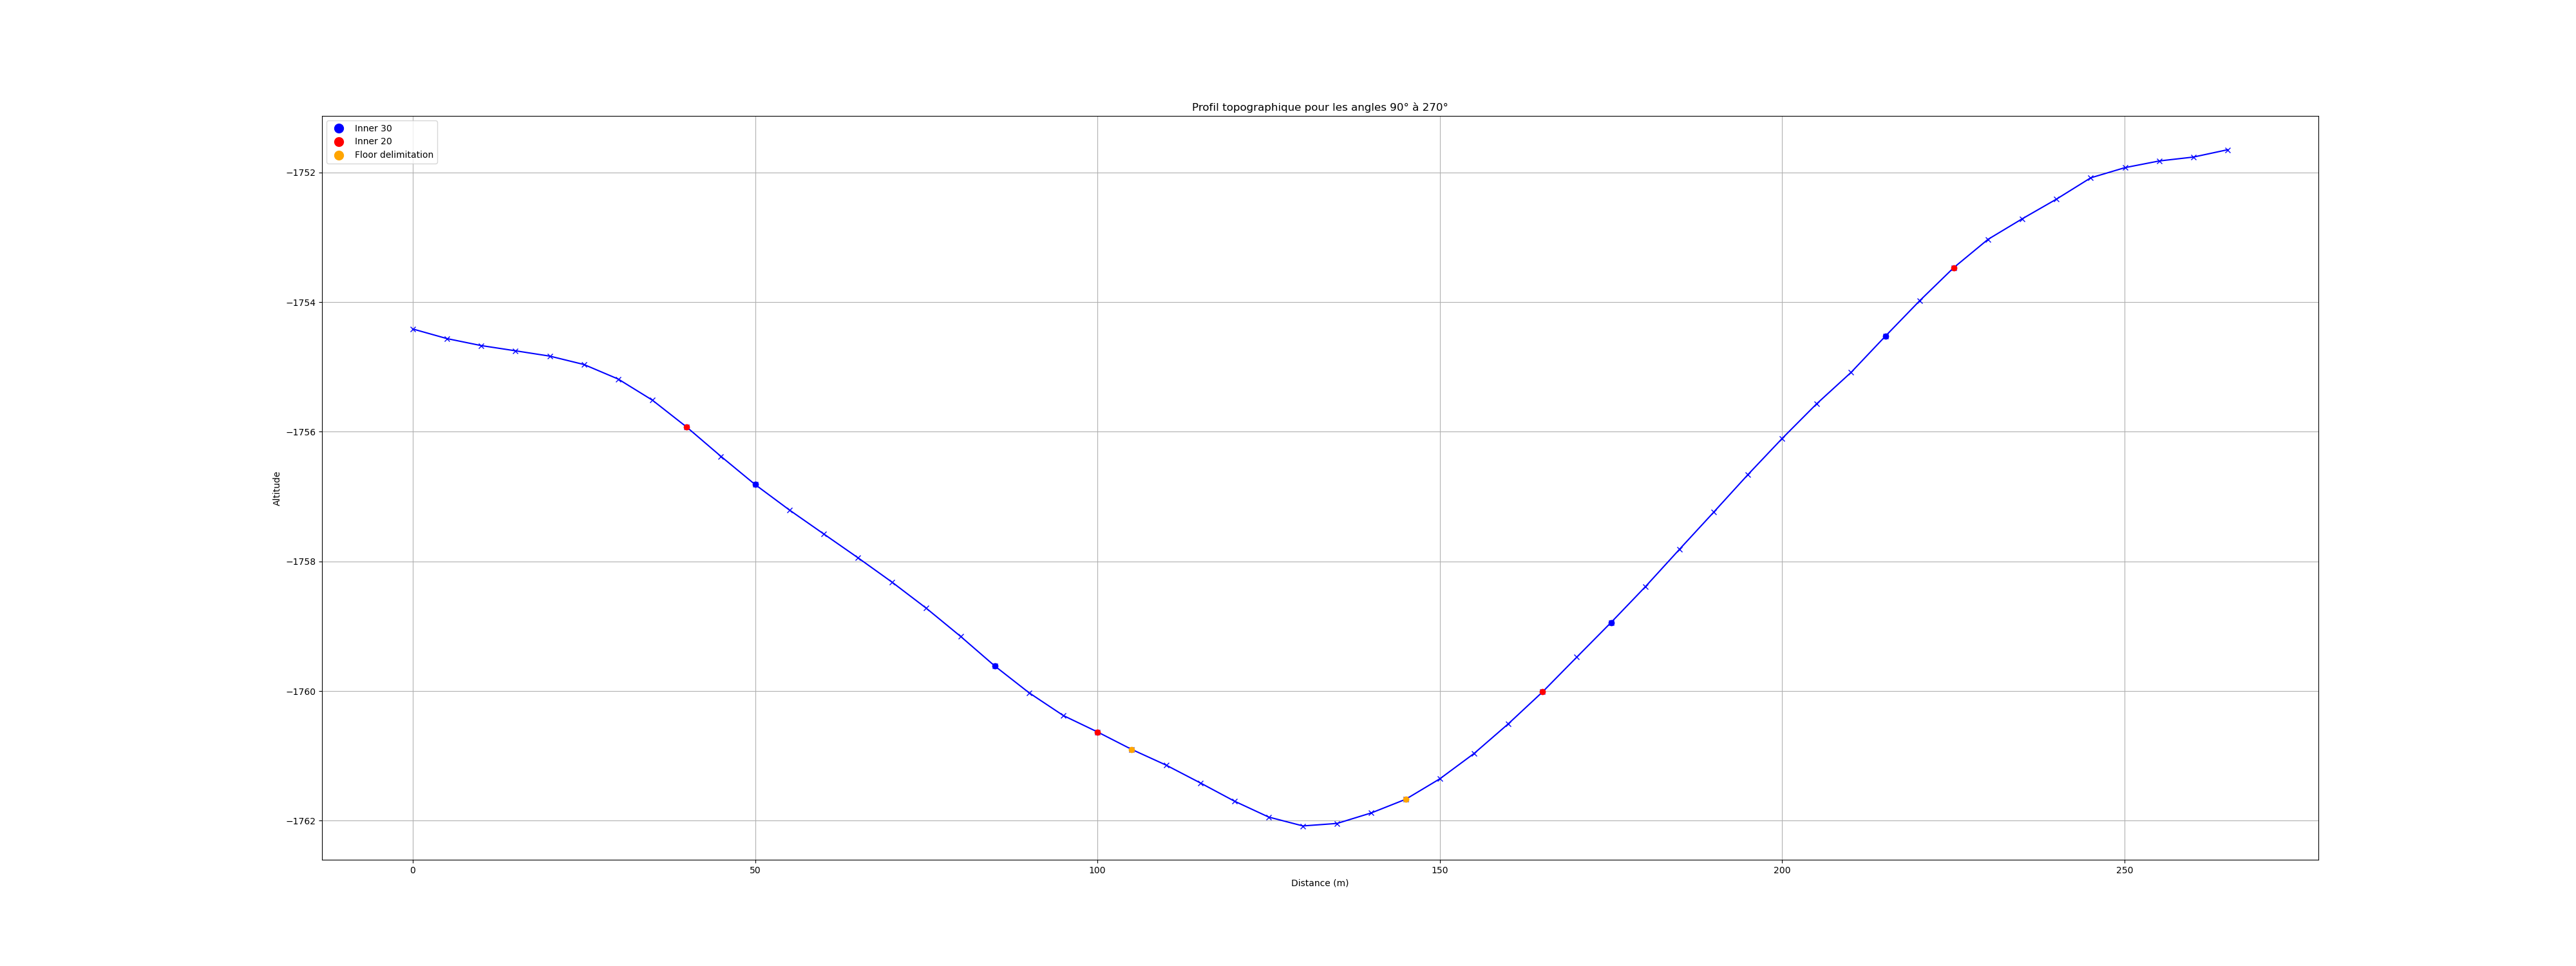 Profil topographique pour les angles 90° à 270°
Inner 30
Inner 20
Floor delimitation
−1752
−1754
−1756
−1758
−1760
−1762
Altitude
0 50 100 150 200 250
Distance (m)